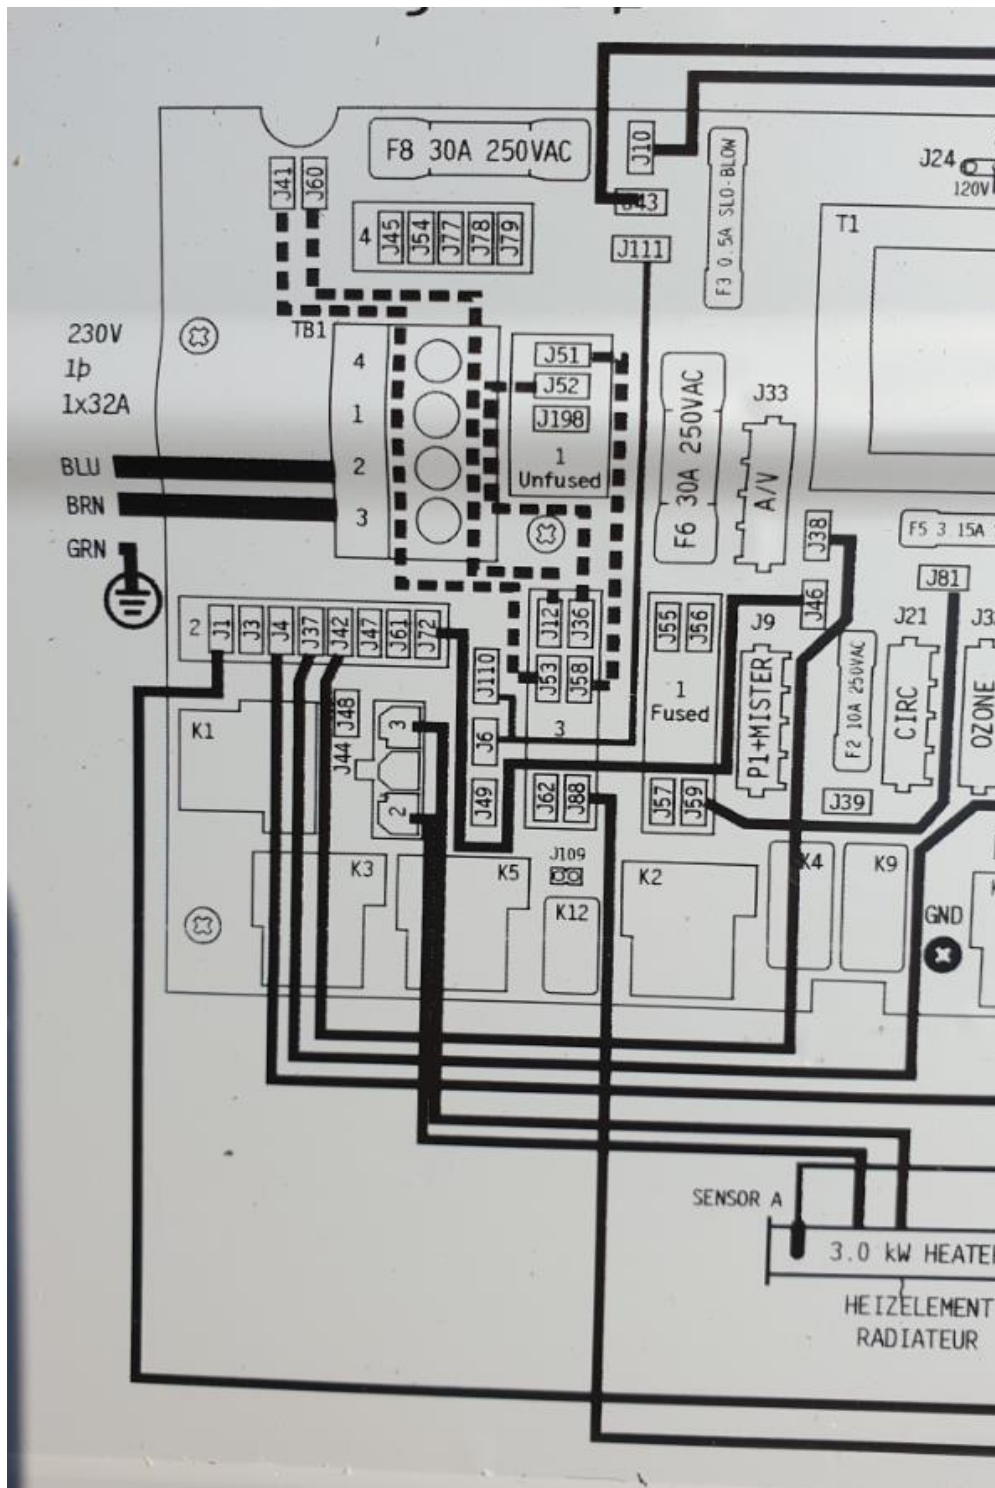 F8 30A 250VAC
J10
J41
J60
J43
F3 0.5A SLO-BLOW
J24
120V
4
J45
J54
J77
J78
J79
J111
T1
230V
1þ
1x32A
TB1
4
1
2
3
J51
J52
J198
1
Unfused
F6 30A 250VAC
J33
A/V
BLU
BRN
GRN
J38
F5 3 15A
J81
2
J1
J3
J4
J37
J42
J47
J61
J72
J12
J36
J53
J58
3
J62
J88
J55
J56
1
Fused
J57
J59
J46
J9
P1+MISTER
F2 10A 250VAC
J21
CIRC
OZONE
J110
J6
J49
K1
J48
J44
3
2
J39
K3
K5
J109
K12
K2
K4
K9
GND
SENSOR A
3.0 kW HEATE
HEIZELEMENT
RADIATEUR